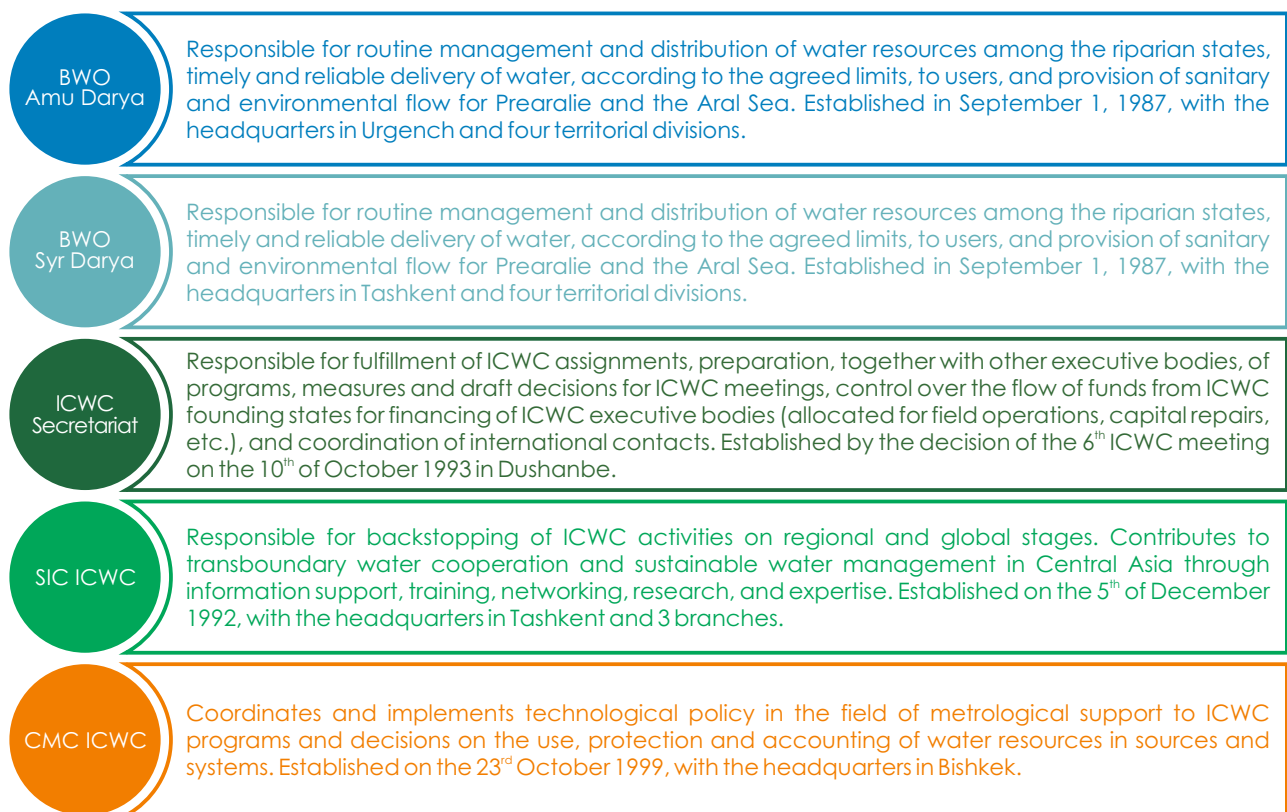 BWO
Amu Darya
Responsible for routine management and distribution of water resources among the riparian states,
timely and reliable delivery of water, according to the agreed limits, to users, and provision of sanitary
and environmental flow for Prearalie and the Aral Sea. Established in September 1, 1987, with the
headquarters in Urgench and four territorial divisions.
BWO
Syr Darya
Responsible for routine management and distribution of water resources among the riparian states,
timely and reliable delivery of water, according to the agreed limits, to users, and provision of sanitary
and environmental flow for Prearalie and the Aral Sea. Established in September 1, 1987, with the
headquarters in Tashkent and four territorial divisions.
ICWC
Secretariat
Responsible for fulfillment of ICWC assignments, preparation, together with other executive bodies, of
programs, measures and draft decisions for ICWC meetings, control over the flow of funds from ICWC
founding states for financing of ICWC executive bodies (allocated for field operations, capital repairs,
etc.), and coordination of international contacts. Established by the decision of the 6th ICWC meeting
on the 10th of October 1993 in Dushanbe.
SIC ICWC
Responsible for backstopping of ICWC activities on regional and global stages. Contributes to
transboundary water cooperation and sustainable water management in Central Asia through
information support, training, networking, research, and expertise. Established on the 5th of December
1992, with the headquarters in Tashkent and 3 branches.
CMC ICWC
Coordinates and implements technological policy in the field of metrological support to ICWC
programs and decisions on the use, protection and accounting of water resources in sources and
systems. Established on the 23rd October 1999, with the headquarters in Bishkek.